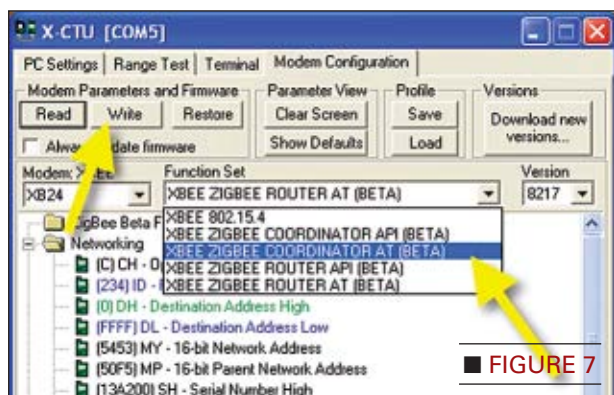 X-CTU [COM5]
PC Settings Range Test Terminal Modem Configuration
Modem Parameters and Firmware Parameter View Profile Versions
Read Write Restore Clear Screen Save Download new versions...
Show Defaults Load
Function Set Version
XB24 XBEE ZIGBEE ROUTER AT (BETA) 8217
XBEE 802.15.4
XBEE ZIGBEE COORDINATOR API (BETA)
XBEE ZIGBEE COORDINATOR AT (BETA)
XBEE ZIGBEE ROUTER API (BETA)
XBEE ZIGBEE ROUTER AT (BETA)
Networking
(C) CH -
(234) ID -
(0) DH - Destination Address High
(FFFF) DL - Destination Address Low
(5453) MY - 16-bit Network Address
(50F5) MP - 16-bit Parent Network Address
(13A200) SH - Serial Number High
FIGURE 7